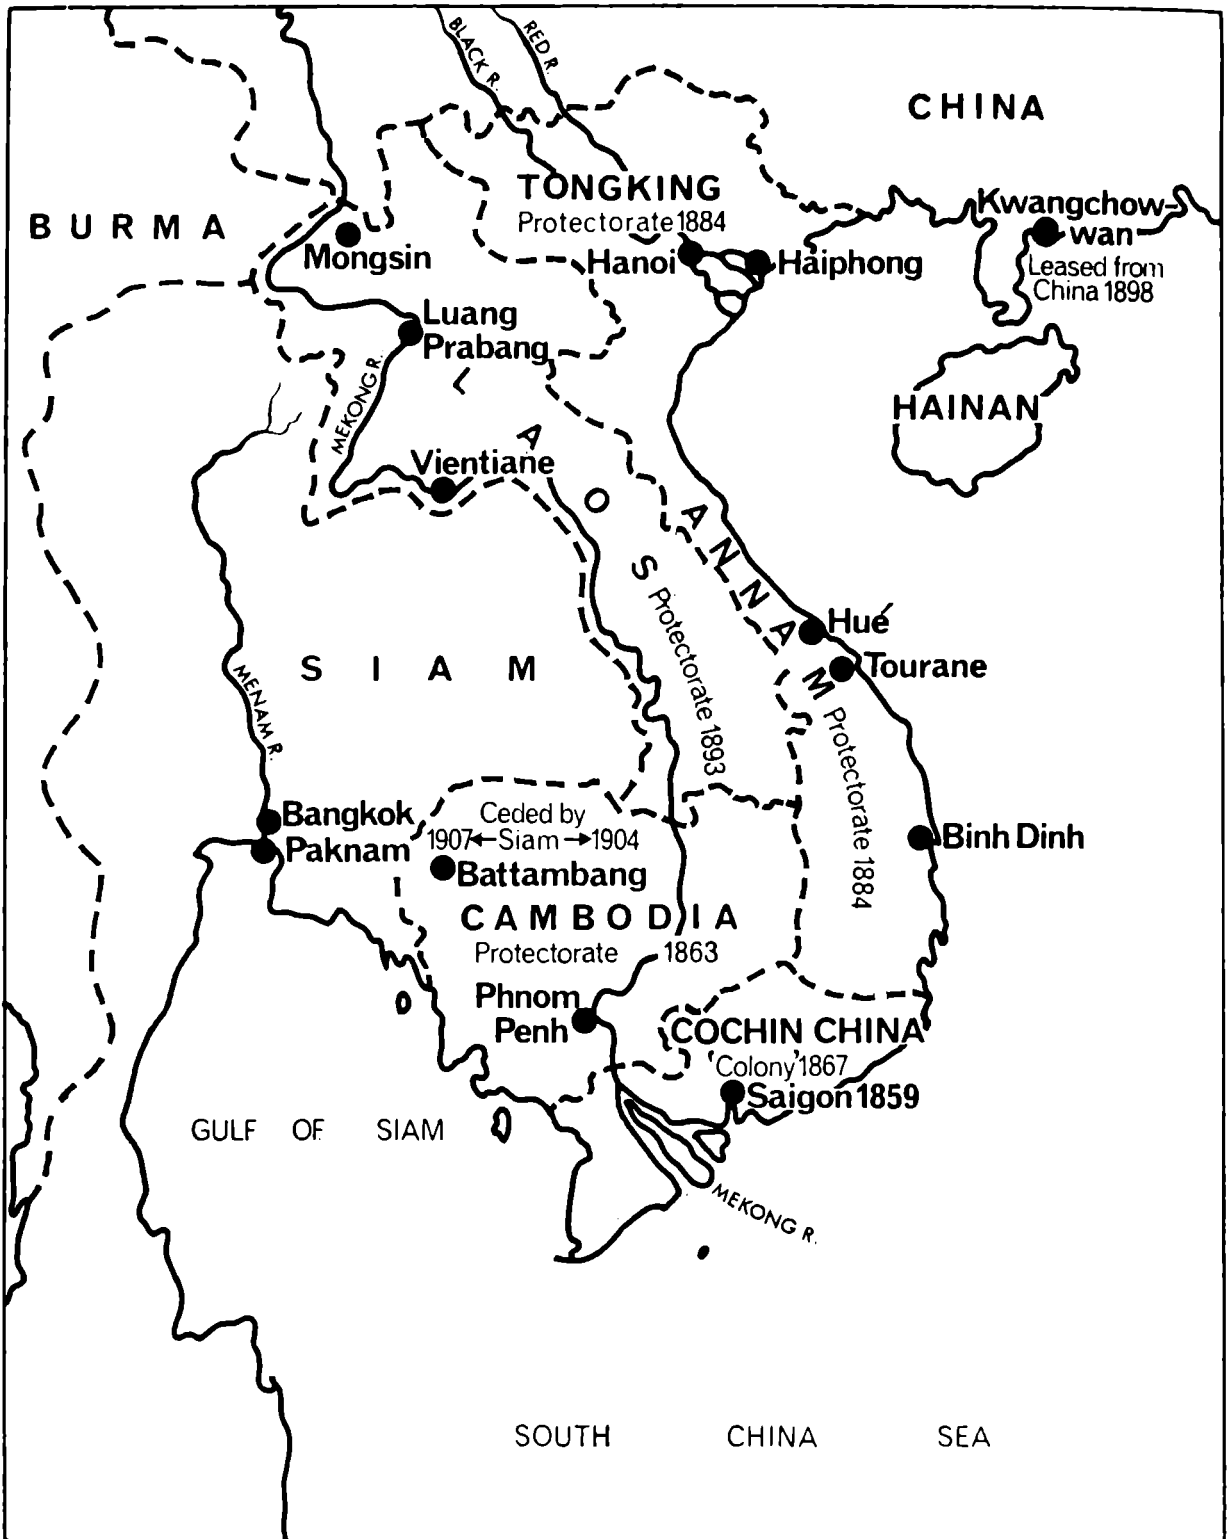 BLACK R.
RED R.
CHINA
TONGKING
Protectorate 1884
Kwangchow-
wan
Leased from
China 1898
BURMA
Mongsin
Hanoi
Haiphong
Luang
Prabang
MEKONG R.
HAINAN
Vientiane
LAOS
Protectorate 1893
ANNAM
Protectorate 1884
Hué
Tourane
SIAM
MENAM R.
Bangkok
Paknam
Ceded by
1907←Siam→1904
Battambang
Binh Dinh
CAMBODIA
Protectorate 1863
Phnom
Penh
COCHIN CHINA
'Colony'1867
Saigon 1859
GULF OF SIAM
MEKONG R.
SOUTH CHINA SEA